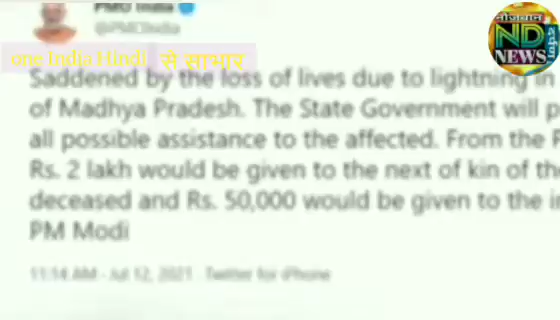 PMO India
@PMOIndia
one India Hindi से साभार
नौजवान
ND
NEWS
Saddened by the loss of lives due to lightning in
of Madhya Pradesh. The State Government will p
all possible assistance to the affected. From the
Rs. 2 lakh would be given to the next of kin of th
deceased and Rs. 50,000 would be given to the in
PM Modi
11:14 AM - Jul 12, 2021 Twitter for iPhone